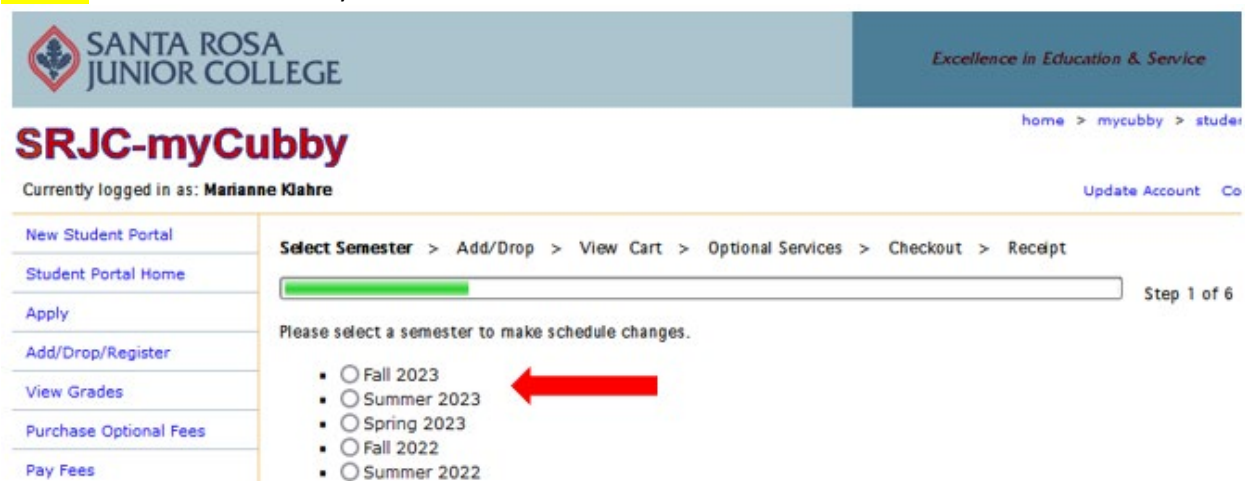 SANTA ROSA
JUNIOR COLLEGE
Excellence in Education & Service
home > mycubby > studen
SRJC-myCubby
Currently logged in as: Marianne Klahre
Update Account Co
New Student Portal
Student Portal Home
Apply
Add/Drop/Register
View Grades
Purchase Optional Fees
Pay Fees
Select Semester > Add/Drop > View Cart > Optional Services > Checkout > Receipt
Step 1 of 6
Please select a semester to make schedule changes.
Fall 2023
Summer 2023
Spring 2023
Fall 2022
Summer 2022